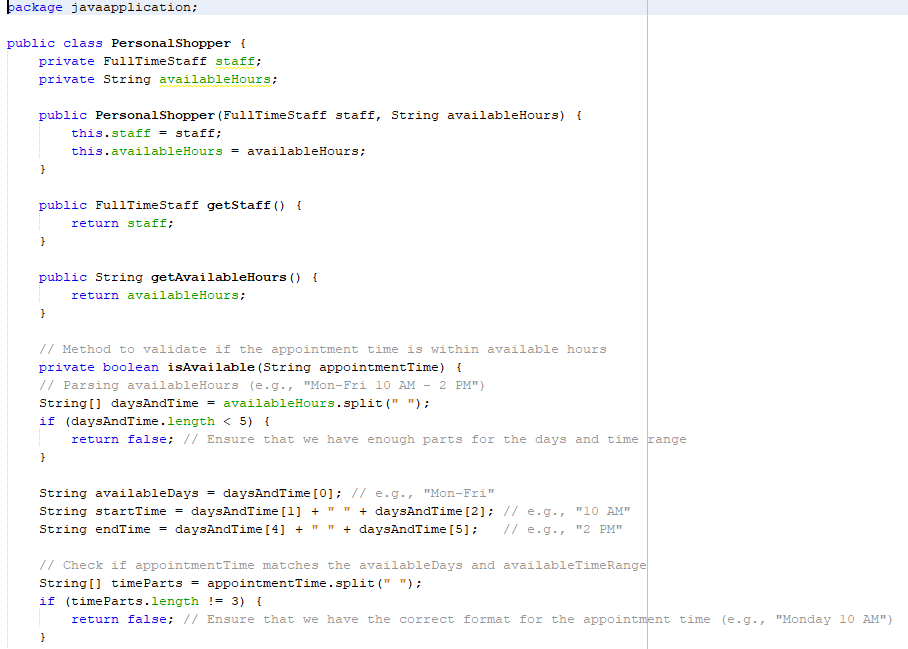 package javaapplication;
public class PersonalShopper {
private FullTimeStaff staff;
private String availableHours;
public PersonalShopper(FullTimeStaff staff, String availableHours) {
this.staff = staff;
this.availableHours = availableHours;
}
public FullTimeStaff getStaff() {
return staff;
}
public String getAvailableHours() {
return availableHours;
}
// Method to validate if the appointment time is within available hours
private boolean isAvailable(String appointmentTime) {
// Parsing availableHours (e.g., "Mon-Fri 10 AM - 2 PM")
String[] daysAndTime = availableHours.split(" ");
if (daysAndTime.length < 5) {
return false; // Ensure that we have enough parts for the days and time range
}
String availableDays = daysAndTime[0]; // e.g., "Mon-Fri"
String startTime = daysAndTime[1] + " " + daysAndTime[2]; // e.g., "10 AM"
String endTime = daysAndTime[4] + " " + daysAndTime[5];   // e.g., "2 PM"
// Check if appointmentTime matches the availableDays and availableTimeRange
String[] timeParts = appointmentTime.split(" ");
if (timeParts.length != 3) {
return false; // Ensure that we have the correct format for the appointment time (e.g., "Monday 10 AM")
}